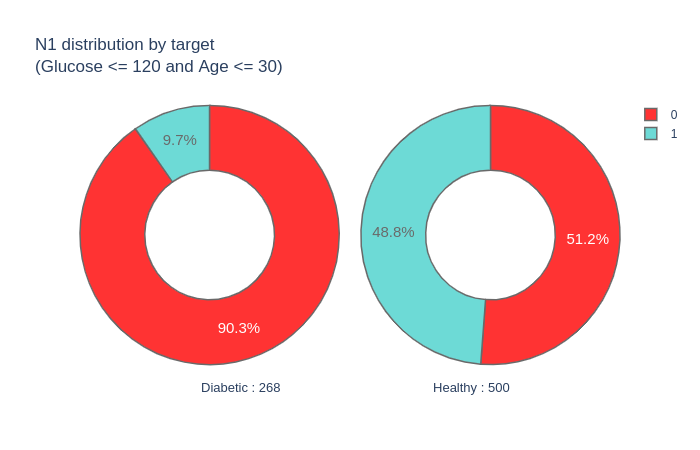 N1 distribution by target
(Glucose <= 120 and Age <= 30)
0
1
9.7%
90.3%
48.8%
51.2%
Diabetic : 268
Healthy : 500